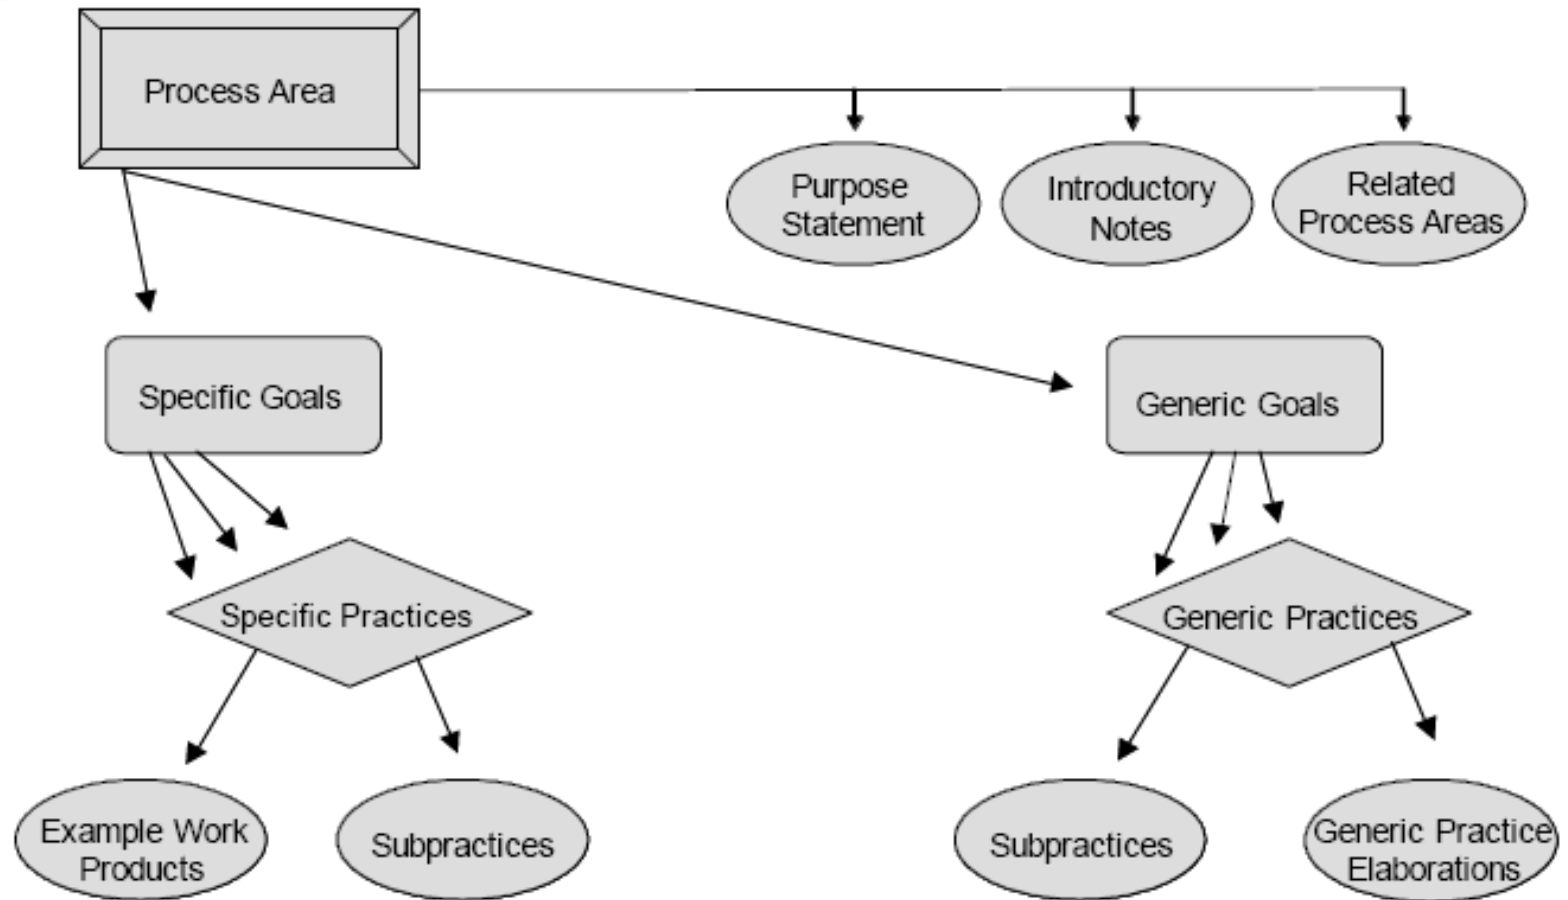 Process Area
Purpose
Statement
Introductory
Notes
Related
Process Areas
Specific Goals
Generic Goals
Specific Practices
Generic Practices
Example Work
Products
Subpractices
Subpractices
Generic Practice
Elaborations